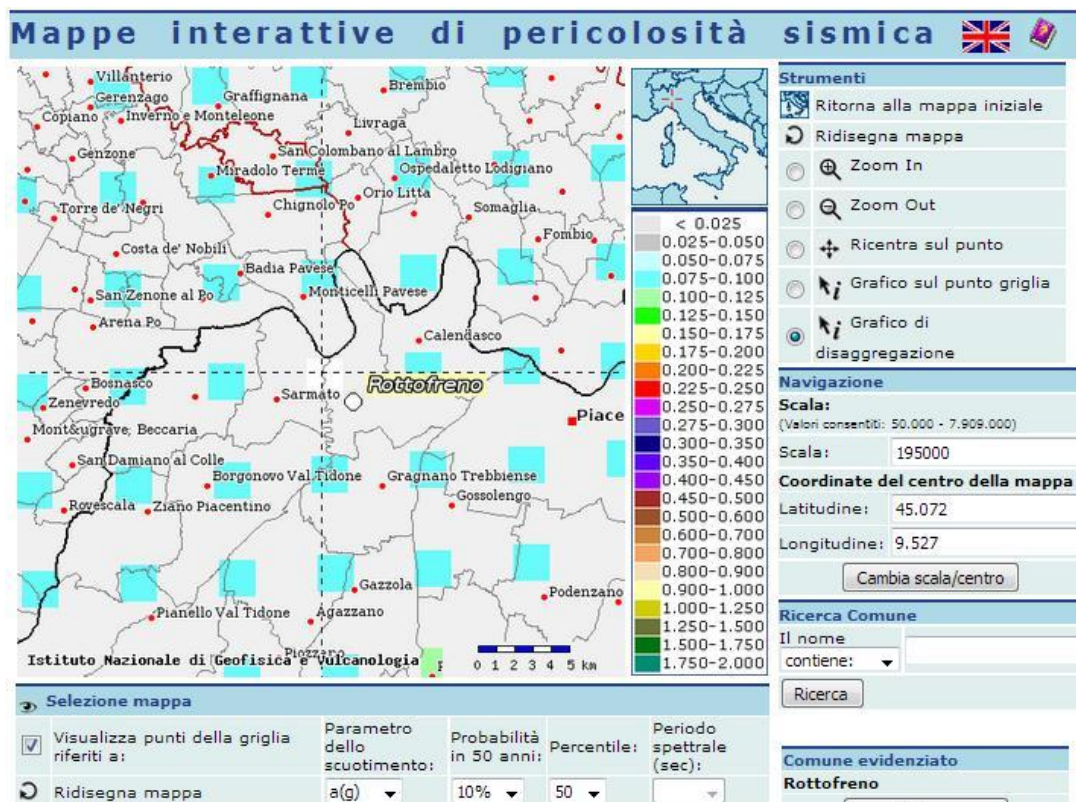 Mappe interattive di pericolosità sismica
Villanterio
Brembio
Gerenzago
Graffignana
Copiano
Inverno e Monteleone
Livraga
Genzone
San Colombano al Lambro
Miradolo Terme
Ospedaletto Lodigiano
Orio Litta
Torre de' Negri
Chignolo Po
Somaglia
Fombio
Costa de' Nobili
Badia Pavese
San Zenone al Po
Monticelli Pavese
Arena Po
Calendasco
Bosnasco
Rottofreno
Zenevredo
Sarmato
Piace
Mont&ugrave; Beccaria
San Damiano al Colle
Borgonovo Val Tidone
Gragnano Trebbiense
Gossolengo
Rovescala
Ziano Piacentino
Gazzola
Podenzano
Pianello Val Tidone
Agazzano
Piozzano
Istituto Nazionale di Geofisica e Vulcanologia
0 1 2 3 4 5 km
< 0.025
0.025-0.050
0.050-0.075
0.075-0.100
0.100-0.125
0.125-0.150
0.150-0.175
0.175-0.200
0.200-0.225
0.225-0.250
0.250-0.275
0.275-0.300
0.300-0.350
0.350-0.400
0.400-0.450
0.450-0.500
0.500-0.600
0.600-0.700
0.700-0.800
0.800-0.900
0.900-1.000
1.000-1.250
1.250-1.500
1.500-1.750
1.750-2.000
Strumenti
Ritorna alla mappa iniziale
Ridisegna mappa
Zoom In
Zoom Out
Ricentra sul punto
Grafico sul punto griglia
Grafico di
disaggregazione
Navigazione
Scala:
(Valori consentiti: 50.000 - 7.909.000)
Scala: 195000
Coordinate del centro della mappa
Latitudine: 45.072
Longitudine: 9.527
Cambia scala/centro
Ricerca Comune
Il nome
contiene:
Ricerca
Comune evidenziato
Rottofreno
Selezione mappa
Visualizza punti della griglia
riferiti a:
Parametro
dello
scuotimento:
Probabilità
in 50 anni:
Percentile:
Periodo
spettrale
(sec):
Ridisegna mappa
a(g)
10%
50